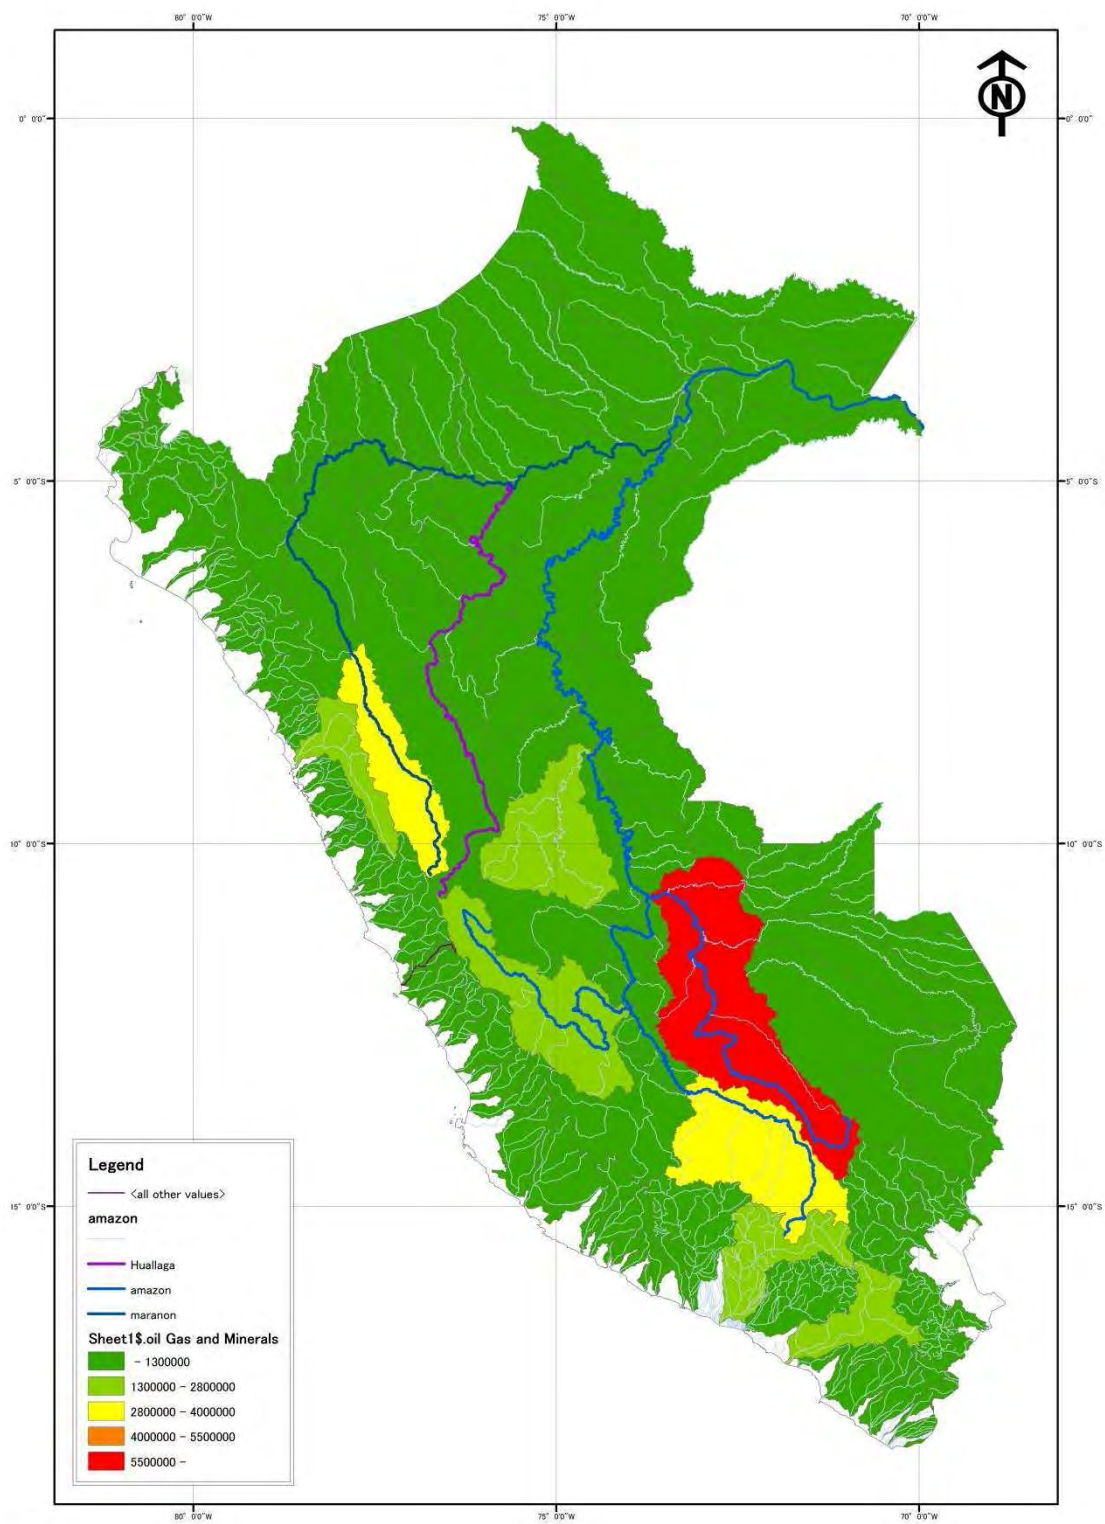 80° 0'0"W 75° 0'0"W 70° 0'0"W
N
0° 0'0" 0° 0'0"
5° 0'0"S 5° 0'0"S
10° 0'0"S 10° 0'0"S
15° 0'0"S 15° 0'0"S
Legend
<all other values>
amazon
Huallaga
amazon
maranon
Sheet1$.oil Gas and Minerals
- 1300000
1300000 - 2800000
2800000 - 4000000
4000000 - 5500000
5500000 -
80° 0'0"W 75° 0'0"W 70° 0'0"W